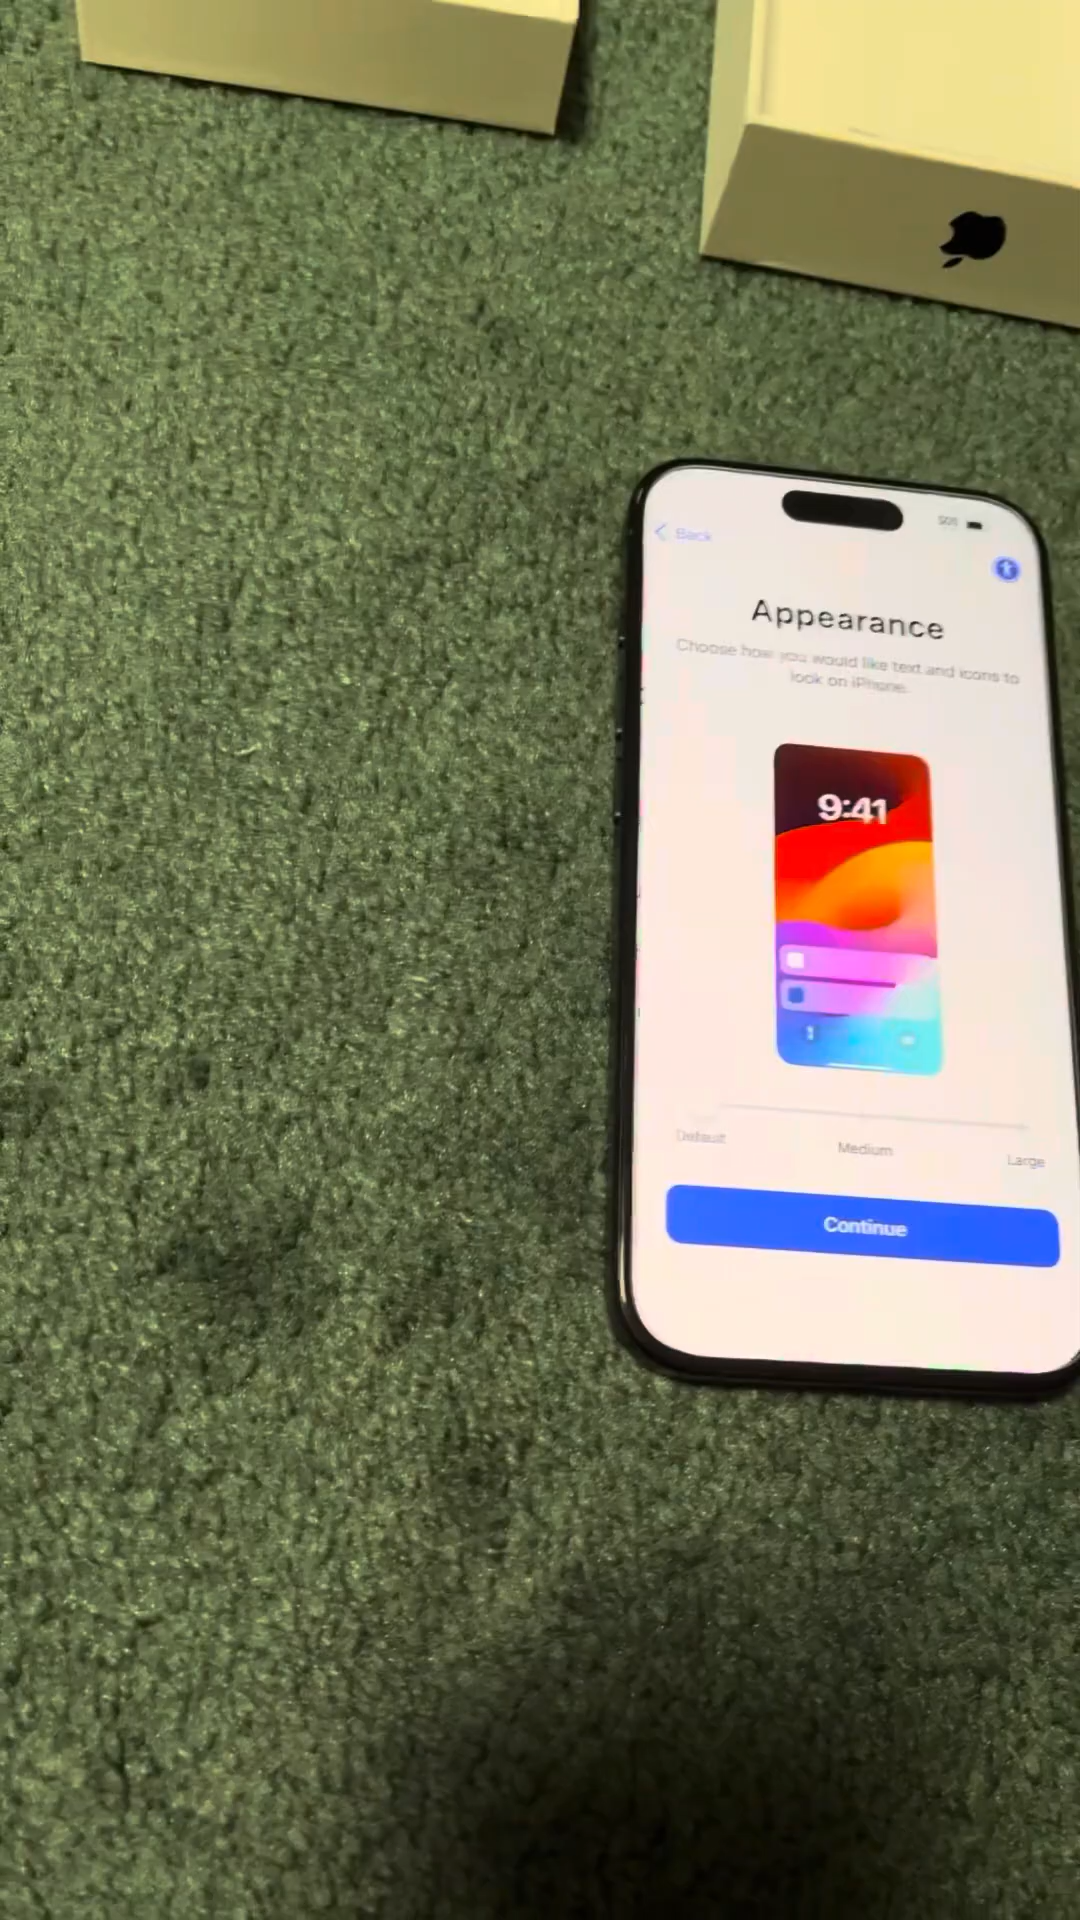 SOS
Back
Appearance
Choose how you would like text and icons to
look on iPhone.
9:41
Default
Medium
Large
Continue